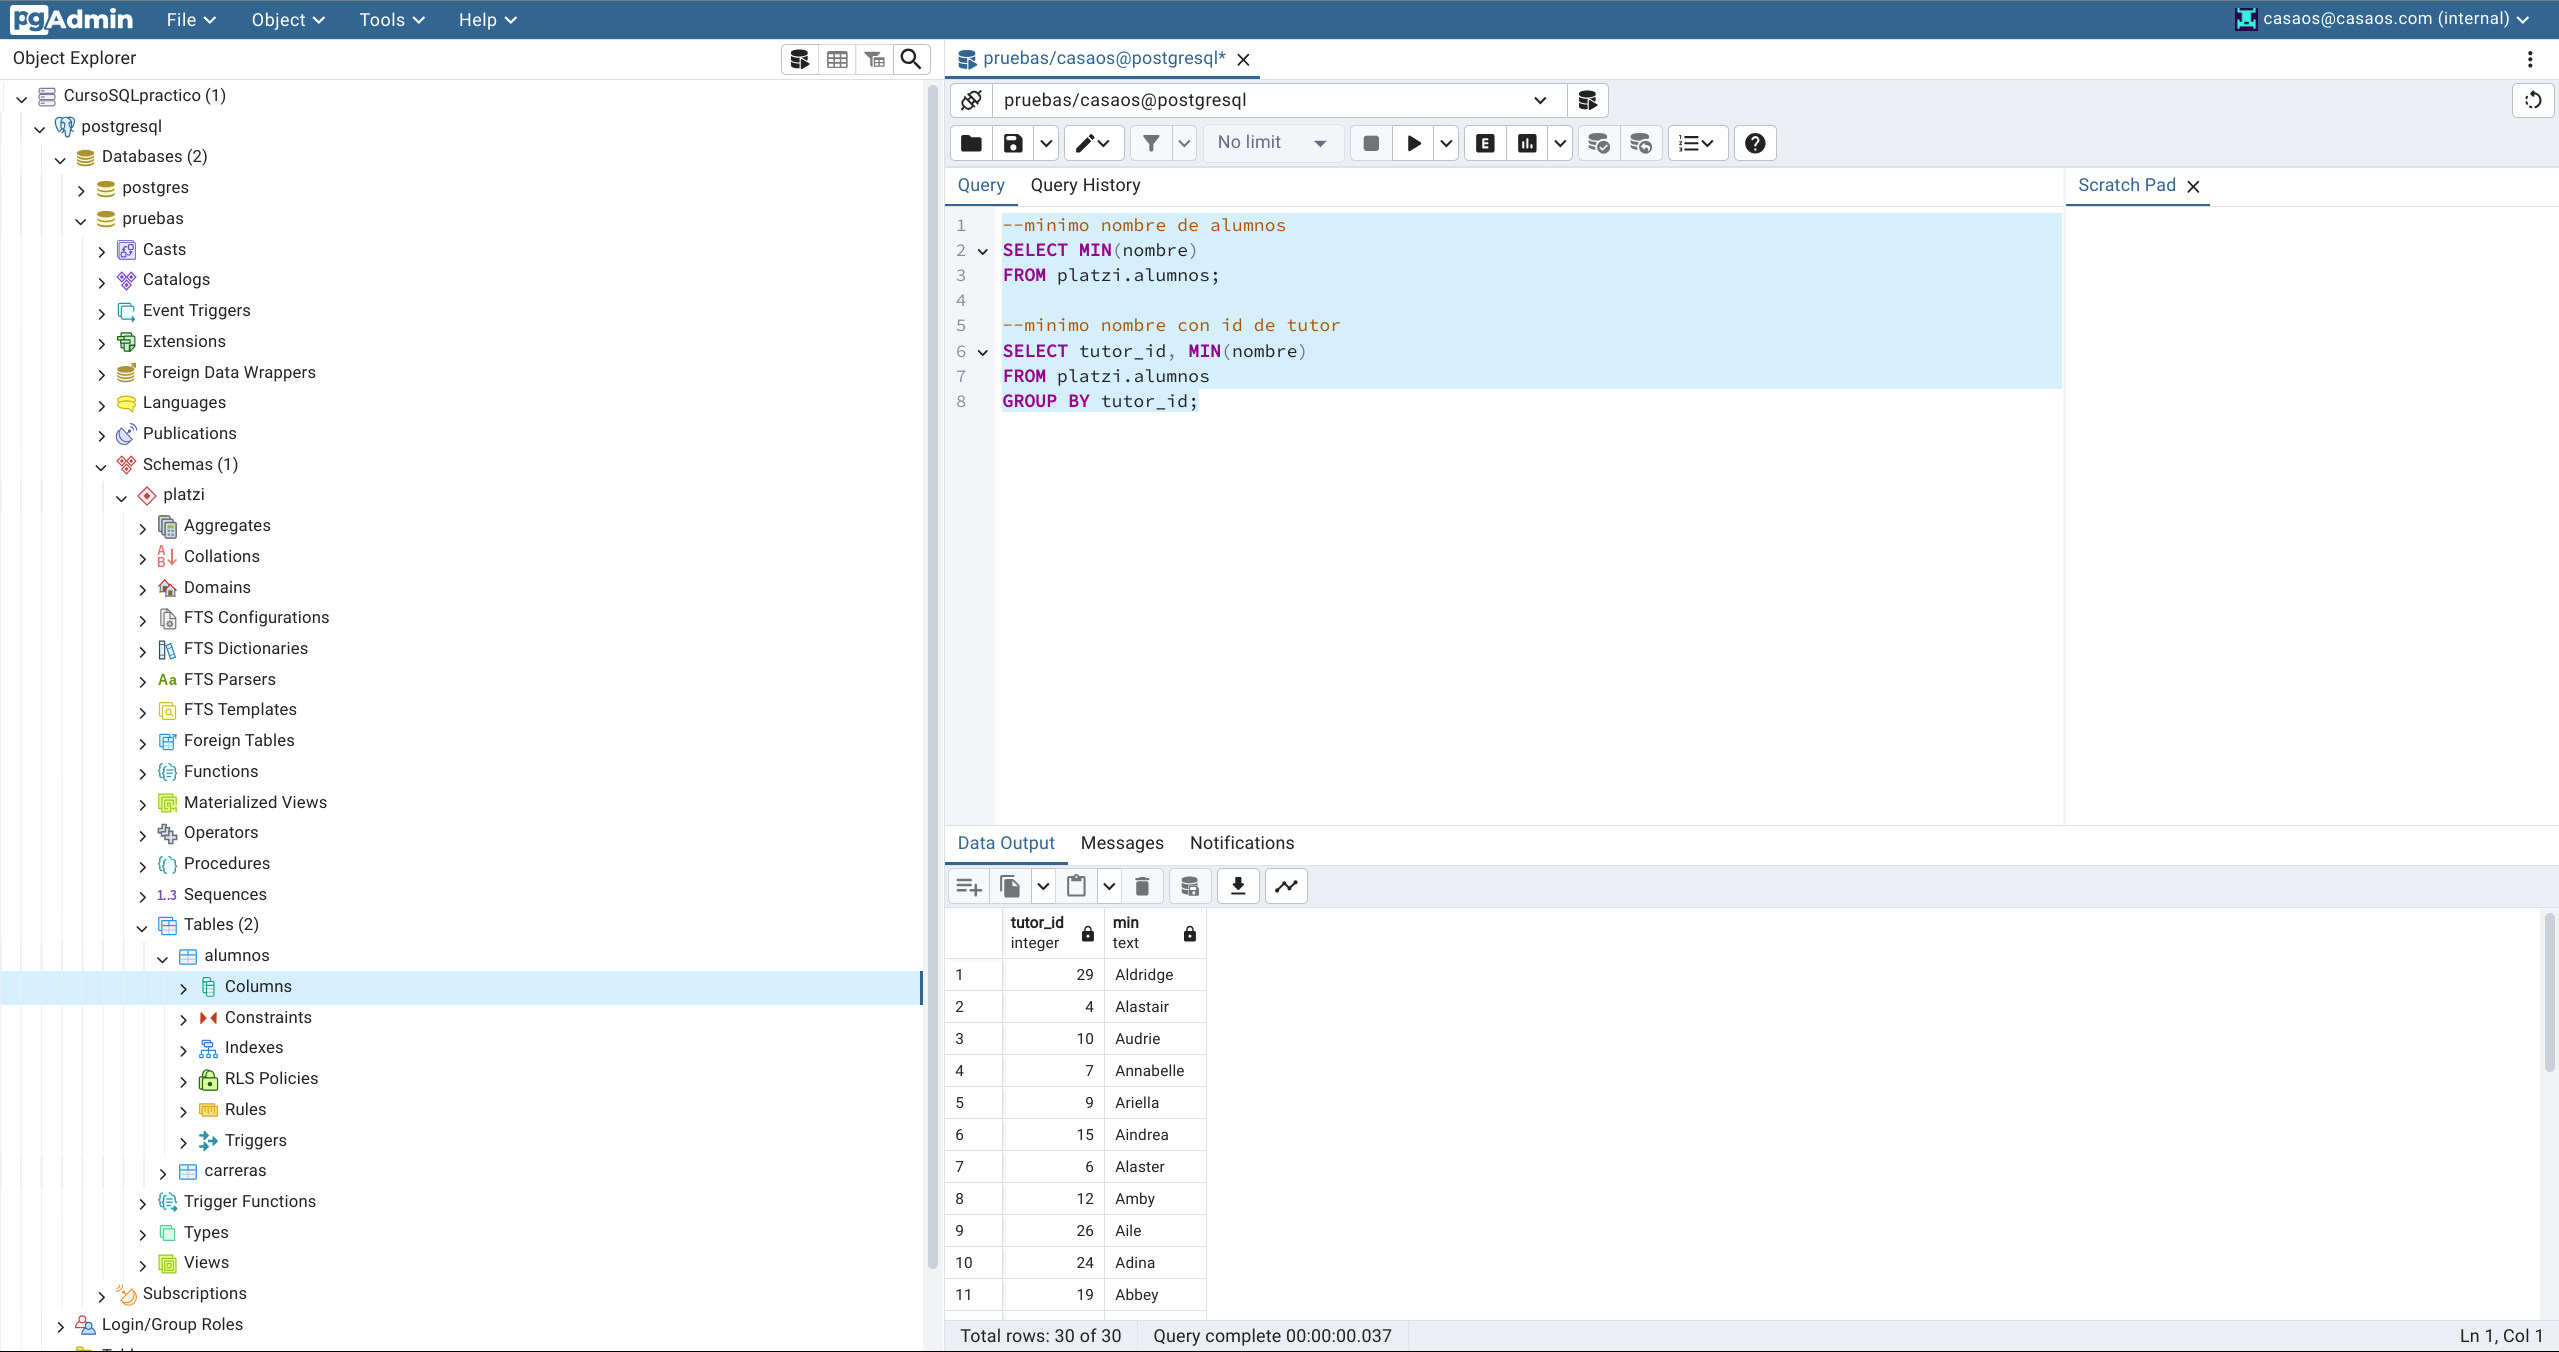 pgAdmin File Object Tools Help casaos@casaos.com (internal)
Object Explorer
CursoSQLpractico (1)
postgresql
Databases (2)
postgres
pruebas
Casts
Catalogs
Event Triggers
Extensions
Foreign Data Wrappers
Languages
Publications
Schemas (1)
platzi
Aggregates
Collations
Domains
FTS Configurations
FTS Dictionaries
Aa FTS Parsers
FTS Templates
Foreign Tables
Functions
Materialized Views
Operators
Procedures
1..3 Sequences
Tables (2)
alumnos
Columns
Constraints
Indexes
RLS Policies
Rules
Triggers
carreras
Trigger Functions
Types
Views
Subscriptions
Login/Group Roles
pruebas/casaos@postgresql*
pruebas/casaos@postgresql
No limit
Query Query History
Scratch Pad
1 --minimo nombre de alumnos
2 SELECT MIN(nombre)
3 FROM platzi.alumnos;
4
5 --minimo nombre con id de tutor
6 SELECT tutor_id, MIN(nombre)
7 FROM platzi.alumnos
8 GROUP BY tutor_id;
Data Output Messages Notifications
tutor_id min
integer text
1 29 Aldridge
2 4 Alastair
3 10 Audrie
4 7 Annabelle
5 9 Ariella
6 15 Aindrea
7 6 Alaster
8 12 Amby
9 26 Aile
10 24 Adina
11 19 Abbey
Total rows: 30 of 30 Query complete 00:00:00.037 Ln 1, Col 1